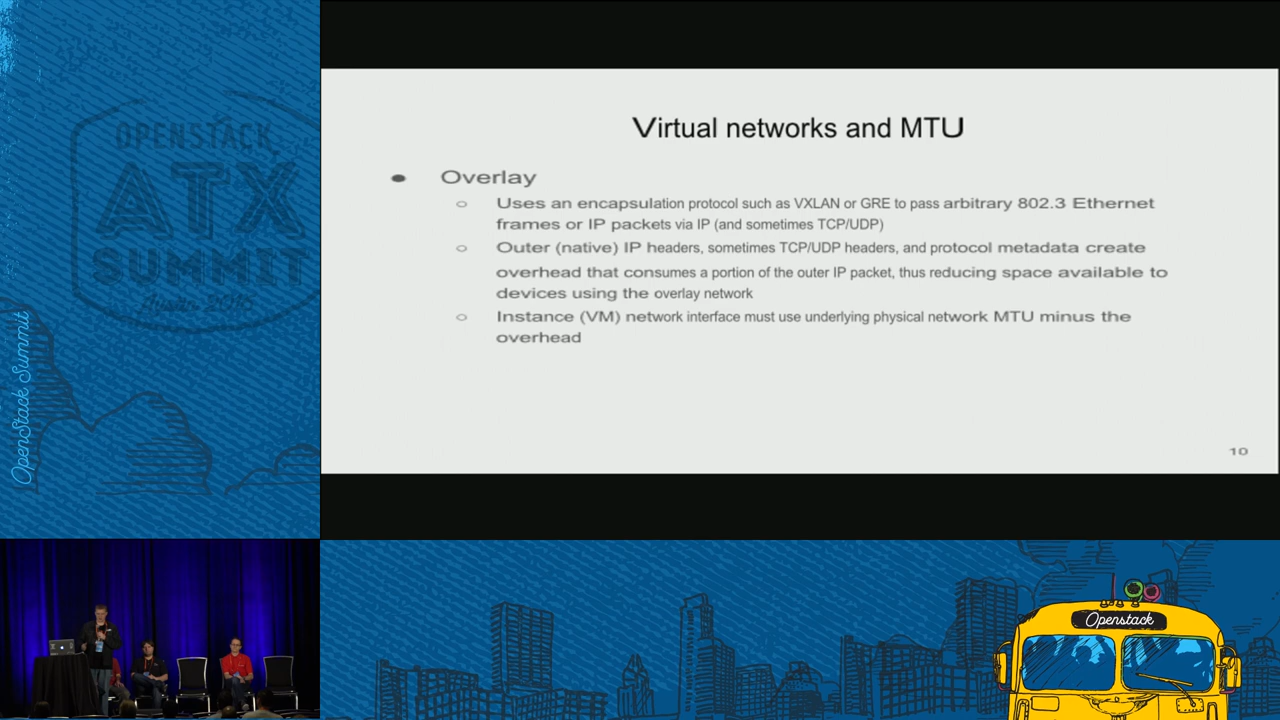 OPENSTACK
ATX
SUMMIT
Austin 2016
OpenStack Summit
Virtual networks and MTU
Overlay
Uses an encapsulation protocol such as VXLAN or GRE to pass arbitrary 802.3 Ethernet
frames or IP packets via IP (and sometimes TCP/UDP)
Outer (native) IP headers, sometimes TCP/UDP headers, and protocol metadata create
overhead that consumes a portion of the outer IP packet, thus reducing space available to
devices using the overlay network
Instance (VM) network interface must use underlying physical network MTU minus the
overhead
10
Openstack